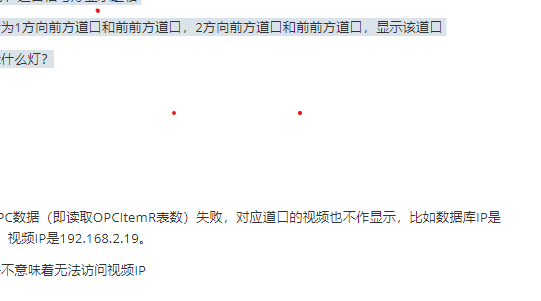 为1方向前方道口和前前方道口，2方向前方道口和前前方道口，显示该道口
什么灯？
PC数据（即读取OPCItemR表数）失败，对应道口的视频也不作显示，比如数据库IP是
视频IP是192.168.2.19。
不意味着无法访问视频IP